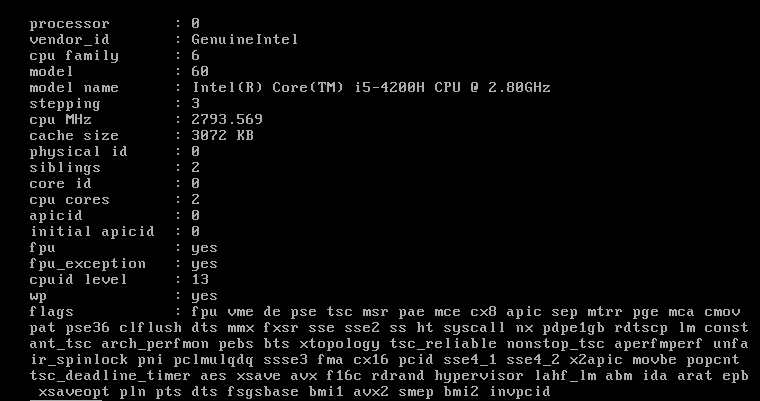 processor : 0
vendor_id : GenuineIntel
cpu family : 6
model : 60
model name : Intel(R) Core(TM) i5-4200H CPU @ 2.80GHz
stepping : 3
cpu MHz : 2793.569
cache size : 3072 KB
physical id : 0
siblings : 2
core id : 0
cpu cores : 2
apicid : 0
initial apicid : 0
fpu : yes
fpu_exception : yes
cpuid level : 13
wp : yes
flags : fpu vme de pse tsc msr pae mce cx8 apic sep mtrr pge mca cmov
pat pse36 clflush dts mmx fxsr sse sse2 ss ht syscall nx pdpe1gb rdtscp lm const
ant_tsc arch_perfmon pebs bts xtopology tsc_reliable nonstop_tsc aperfmperf unfa
ir_spinlock pni pclmulqdq ssse3 fma cx16 pcid sse4_1 sse4_2 x2apic movbe popcnt
tsc_deadline_timer aes xsave avx f16c rdrand hypervisor lahf_lm abm ida arat epb
xsaveopt pln pts dts fsgsbase bmi1 avx2 smep bmi2 invpcid